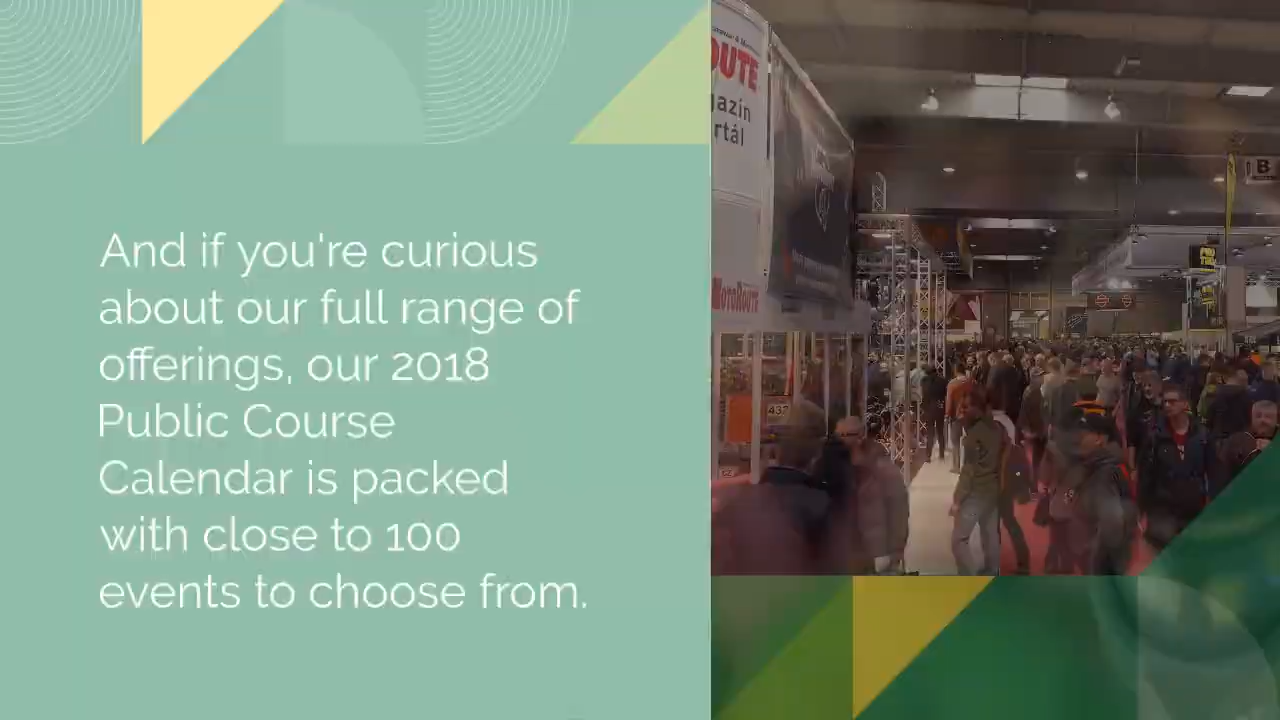 And if you're curious
about our full range of
offerings, our 2018
Public Course
Calendar is packed
with close to 100
events to choose from.
OUTE
gazín
rtál
MotoRoute
B
437